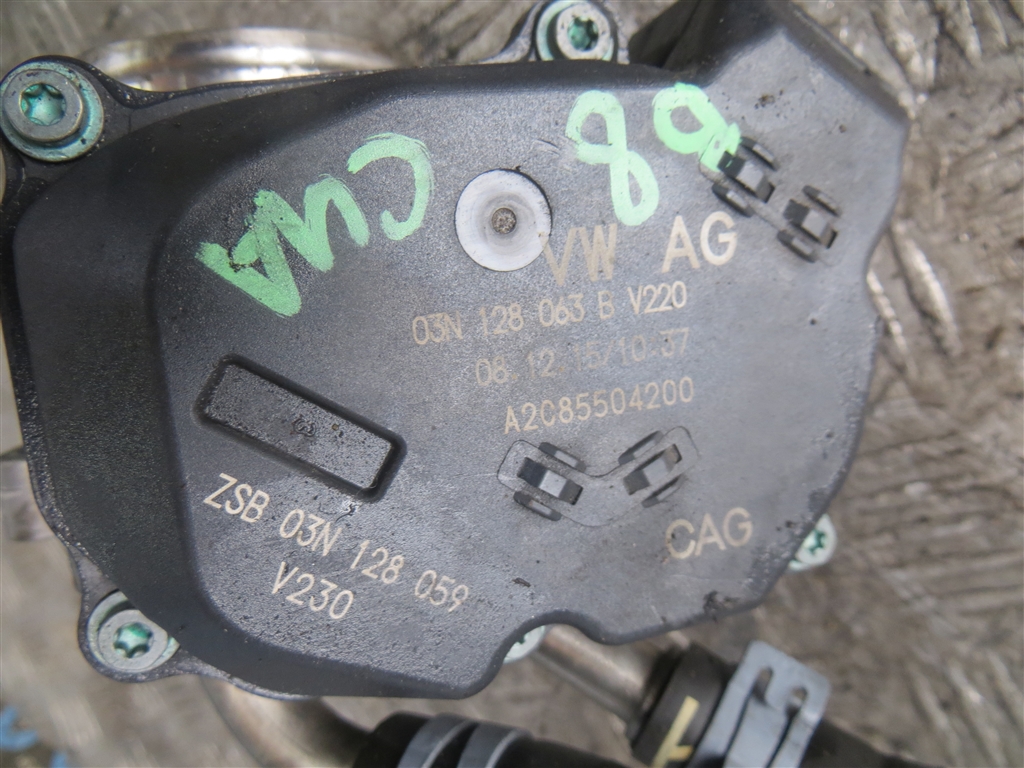 CUA 80
VW AG
03N 128 063 B V220
08.12.15/10:37
A2C85504200
ZSB 03N 128 059
V230
CAG